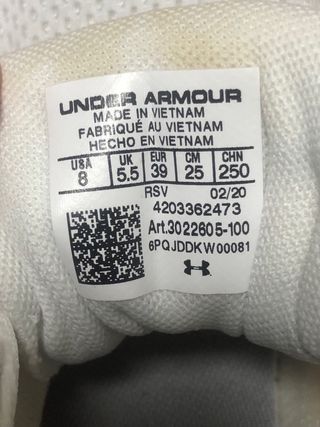 UNDER ARMOUR
MADE IN VIETNAM
FABRIQUÉ AU VIETNAM
HECHO EN VIETNAM
USA UK EUR CM CHN
8 5.5 39 25 250
RSV 02/20
4203362473
Art.3022605-100
6PQJDDKW00081